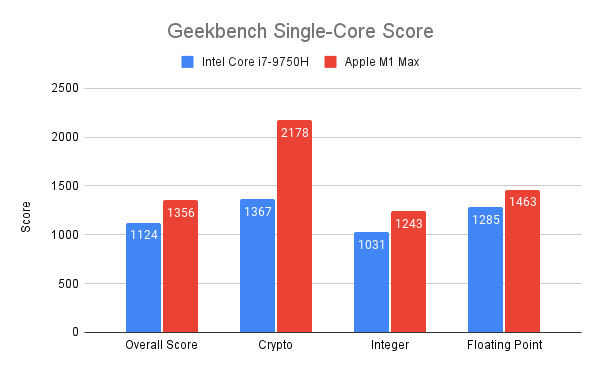 Geekbench Single-Core Score
Intel Core i7-9750H Apple M1 Max
2500
2000
1500
1000
500
0
Score
1124 1356 1367 2178 1031 1243 1285 1463
Overall Score Crypto Integer Floating Point